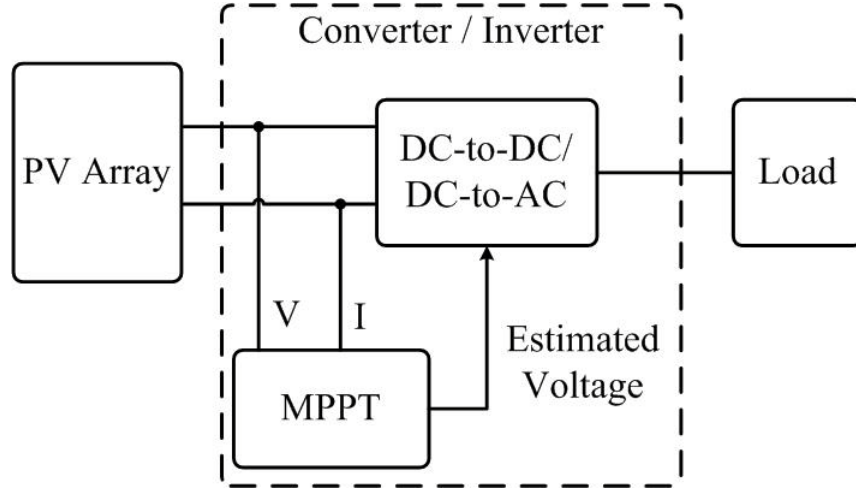 Converter / Inverter
PV Array
DC-to-DC/
DC-to-AC
Load
V
I
Estimated
Voltage
MPPT